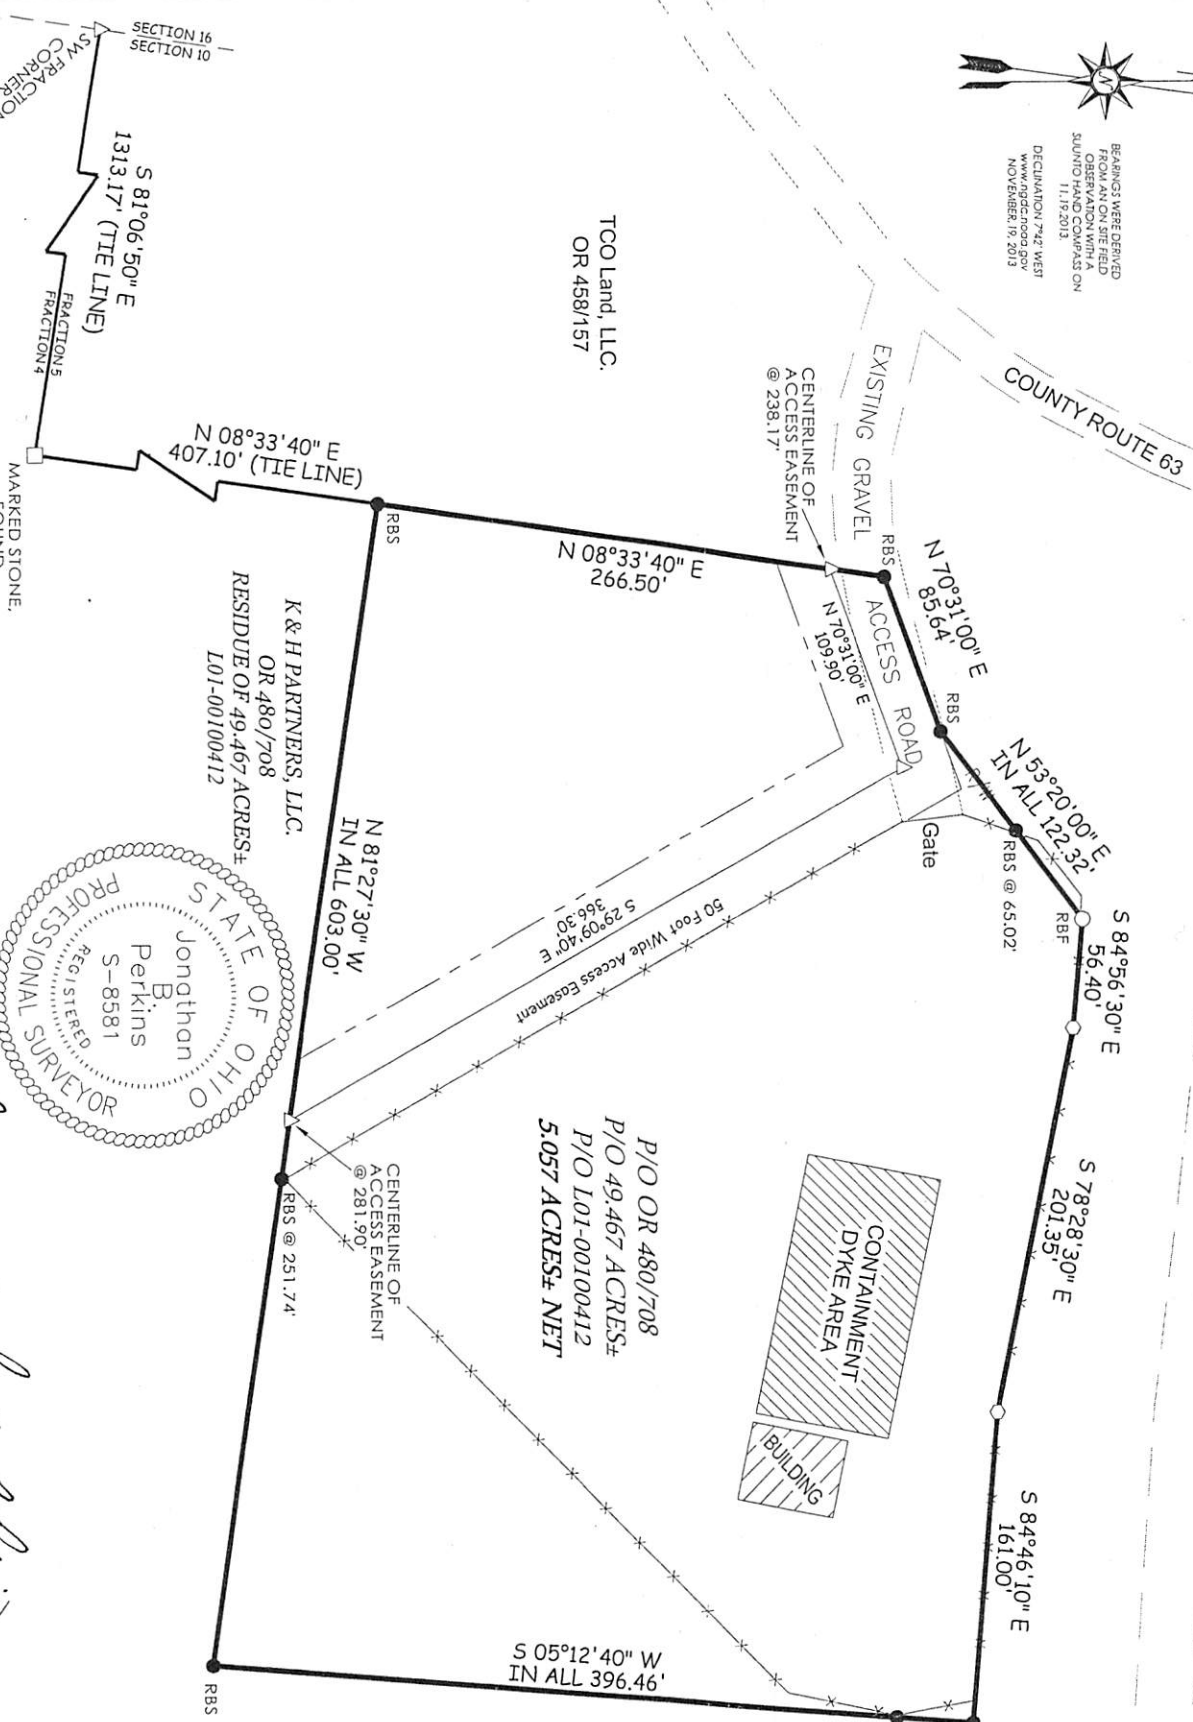 BEARINGS WERE DERIVED
FROM AN ON SITE FIELD
OBSERVATION WITH A
SUUNTO HAND COMPASS ON
11.19.2013.
DECLINATION 7°42' WEST
www.ngdc.noaa.gov
NOVEMBER, 19, 2013
N
COUNTY ROUTE 63
EXISTING GRAVEL
ACCESS ROAD
TCO Land, LLC.
OR 458/157
SECTION 16
SECTION 10
SW FRACTION
CORNER
S 81°06'50" E
1313.17' (TIE LINE)
FRACTION 5
FRACTION 4
MARKED STONE,
FOUND
N 08°33'40" E
407.10' (TIE LINE)
RBS
N 08°33'40" E
266.50'
CENTERLINE OF
ACCESS EASEMENT
@ 238.17'
RBS
N 70°31'00" E
85.64'
N 70°31'00" E
109.90'
RBS
N 53°20'00" E
IN ALL 122.32'
R/W
RBS @ 65.02'
Gate
RBF
S 84°56'30" E
56.40'
S 78°28'30" E
201.35'
S 84°46'10" E
161.00'
S 29°09'40" E
366.30'
50 Foot Wide Access Easement
CONTAINMENT
DYKE AREA
BUILDING
P/O OR 480/708
P/O 49.467 ACRES±
P/O L01-00100412
5.057 ACRES± NET
CENTERLINE OF
ACCESS EASEMENT
@ 281.90'
RBS @ 251.74'
N 81°27'30" W
IN ALL 603.00'
K & H PARTNERS, LLC.
OR 480/708
RESIDUE OF 49.467 ACRES±
L01-00100412
S 05°12'40" W
IN ALL 396.46'
RBS
STATE OF OHIO
Jonathan
B.
Perkins
S-8581
REGISTERED
PROFESSIONAL SURVEYOR